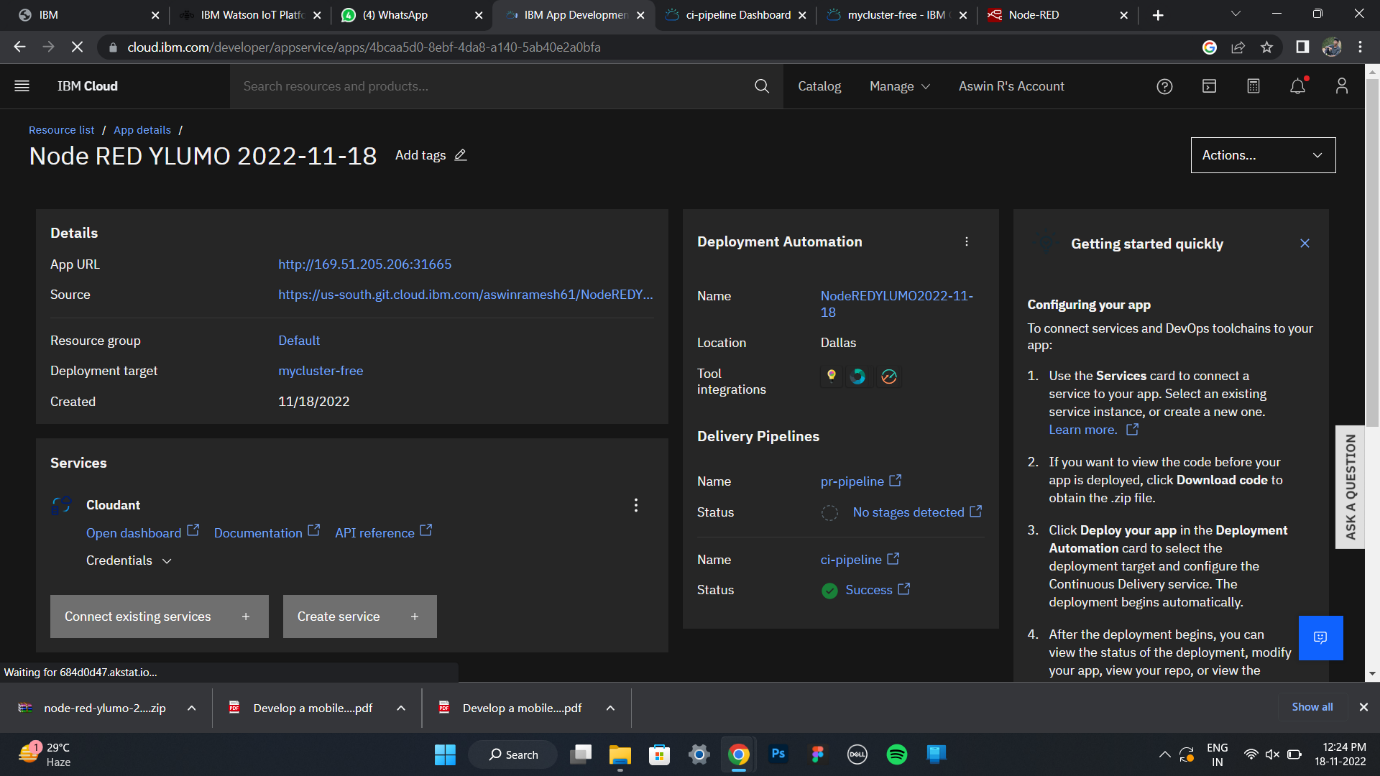 IBM
IBM Watson IoT Platfo
(4) WhatsApp
IBM App Developmen
ci-pipeline Dashboard
mycluster-free - IBM
Node-RED
cloud.ibm.com/developer/appservice/apps/4bcaa5d0-8ebf-4da8-a140-5ab40e2a0bfa
IBM Cloud
Search resources and products...
Catalog
Manage
Aswin R's Account
Resource list / App details /
Node RED YLUMO 2022-11-18
Add tags
Actions...
Details
App URL
http://169.51.205.206:31665
Source
https://us-south.git.cloud.ibm.com/aswinramesh61/NodeREDY...
Resource group
Default
Deployment target
mycluster-free
Created
11/18/2022
Services
Cloudant
Open dashboard
Documentation
API reference
Credentials
Connect existing services +
Create service +
Deployment Automation
Name
NodeREDYLUMO2022-11-
18
Location
Dallas
Tool
integrations
Delivery Pipelines
Name
pr-pipeline
Status
No stages detected
Name
ci-pipeline
Status
Success
Getting started quickly
Configuring your app
To connect services and DevOps toolchains to your
app:
1. Use the Services card to connect a
service to your app. Select an existing
service instance, or create a new one.
Learn more.
2. If you want to view the code before your
app is deployed, click Download code to
obtain the .zip file.
3. Click Deploy your app in the Deployment
Automation card to select the
deployment target and configure the
Continuous Delivery service. The
deployment begins automatically.
4. After the deployment begins, you can
view the status of the deployment, modify
your app, view your repo, or view the
ASK A QUESTION
Waiting for 684d0d47.akstat.io...
node-red-ylumo-2....zip
Develop a mobile....pdf
Develop a mobile....pdf
Show all
1
29°C
Haze
Search
Ps
DELL
ENG
IN
12:24 PM
18-11-2022